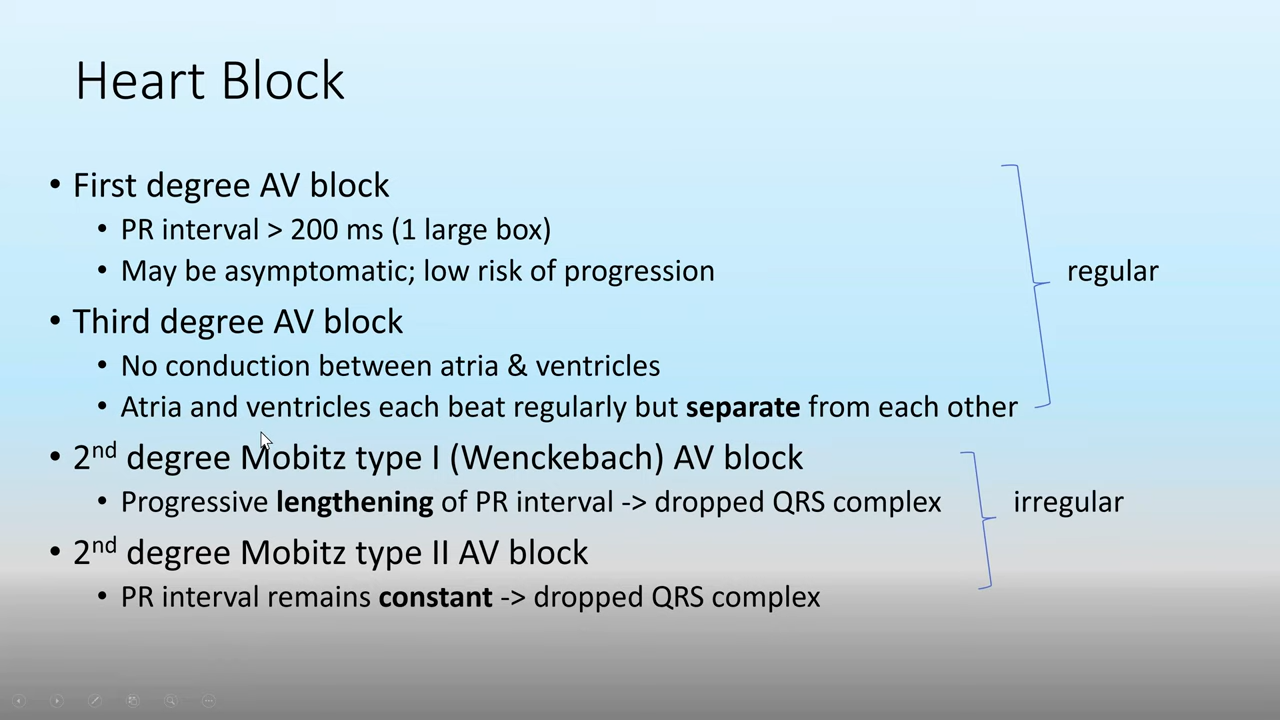 Heart Block
• First degree AV block
• PR interval > 200 ms (1 large box)
• May be asymptomatic; low risk of progression
regular
• Third degree AV block
• No conduction between atria & ventricles
• Atria and ventricles each beat regularly but separate from each other
• 2nd degree Mobitz type I (Wenckebach) AV block
• Progressive lengthening of PR interval -> dropped QRS complex
irregular
• 2nd degree Mobitz type II AV block
• PR interval remains constant -> dropped QRS complex